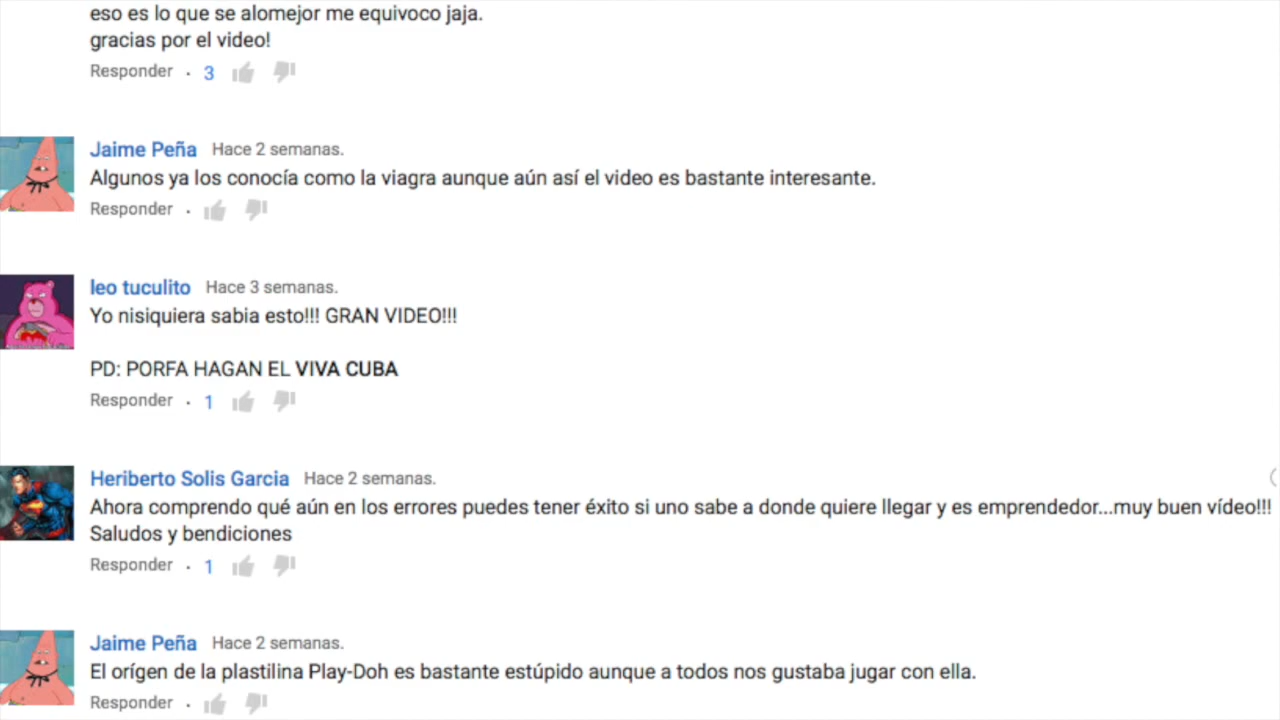 eso es lo que se alomejor me equivoco jaja.
gracias por el video!
Responder · 3
Jaime Peña Hace 2 semanas.
Algunos ya los conocía como la viagra aunque aún así el video es bastante interesante.
Responder ·
leo tuculito Hace 3 semanas.
Yo nisiquiera sabia esto!!! GRAN VIDEO!!!
PD: PORFA HAGAN EL VIVA CUBA
Responder · 1
Heriberto Solis Garcia Hace 2 semanas.
Ahora comprendo qué aún en los errores puedes tener éxito si uno sabe a donde quiere llegar y es emprendedor...muy buen vídeo!!!
Saludos y bendiciones
Responder · 1
Jaime Peña Hace 2 semanas.
El orígen de la plastilina Play-Doh es bastante estúpido aunque a todos nos gustaba jugar con ella.
Responder ·